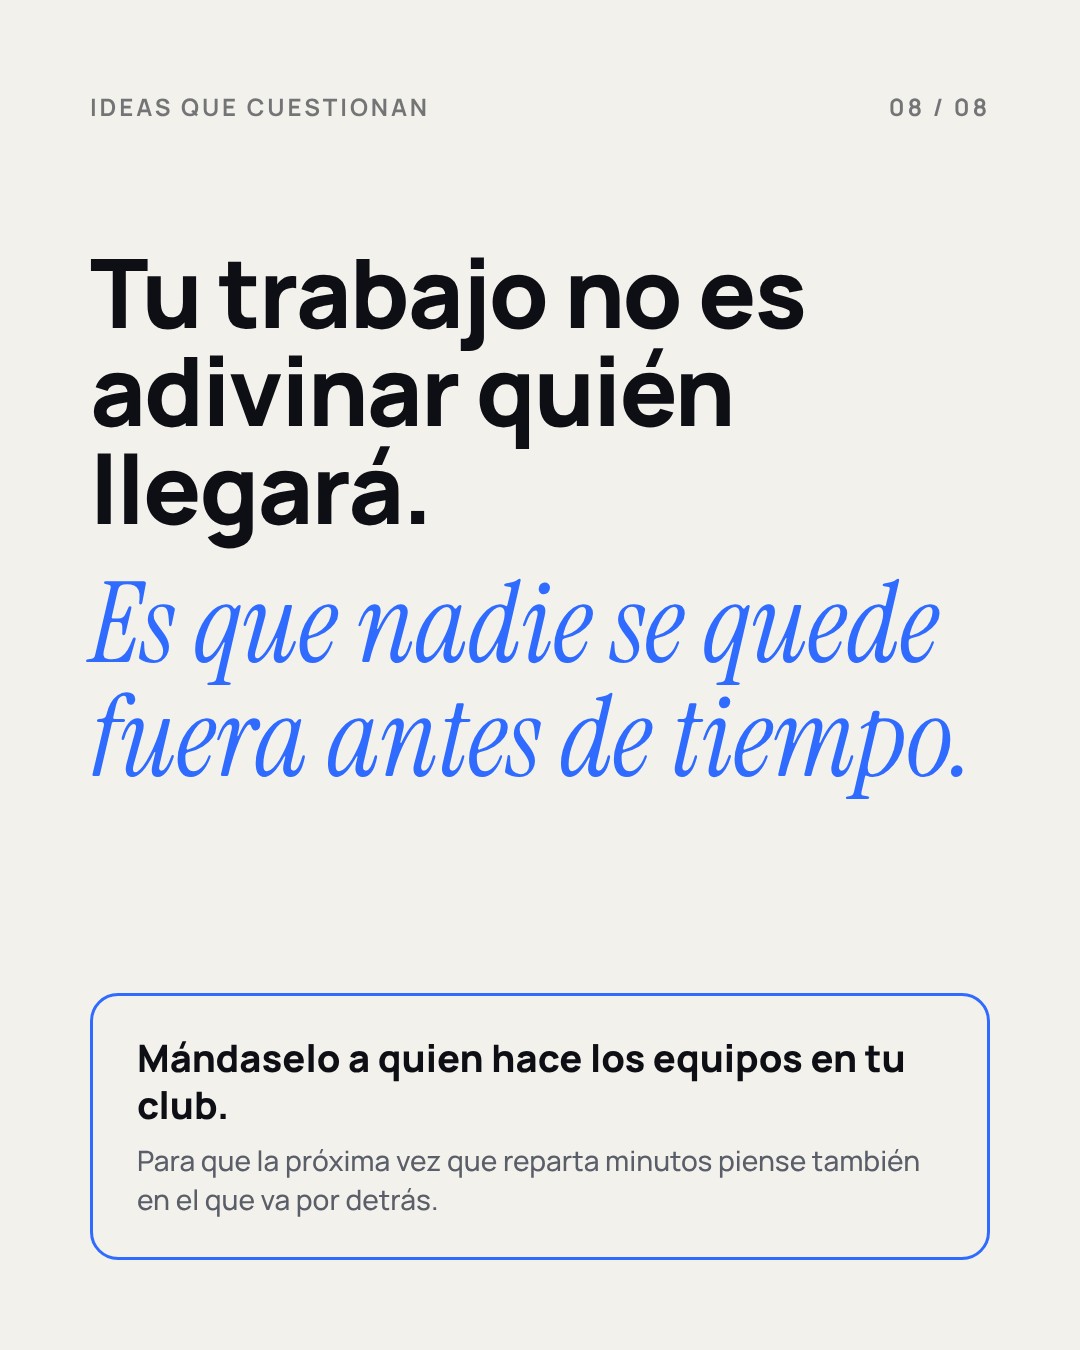 IDEAS QUE CUESTIONAN
08 / 08
Tu trabajo no es
adivinar quién
llegará.
Es que nadie se quede
fuera antes de tiempo.
Mándaselo a quien hace los equipos en tu
club.
Para que la próxima vez que reparta minutos piense también
en el que va por detrás.